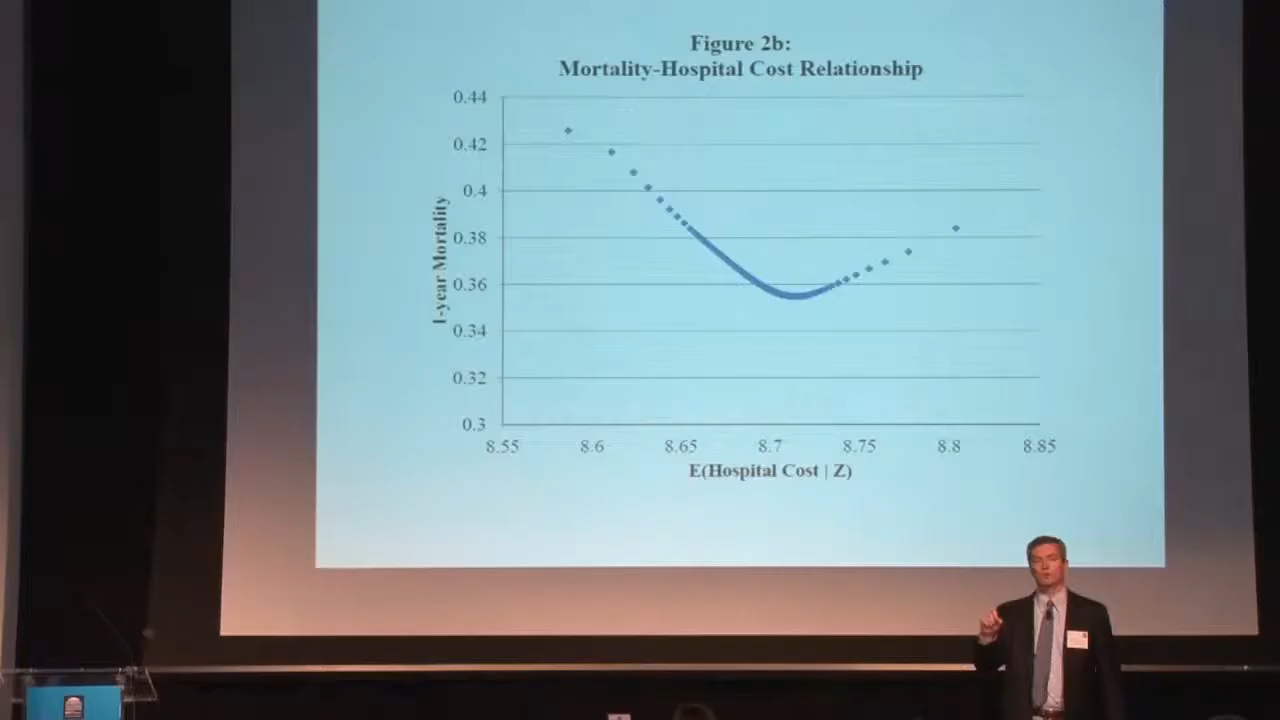 Figure 2b:
Mortality-Hospital Cost Relationship
0.44
0.42
0.4
0.38
0.36
0.34
0.32
0.3
1-year Mortality
8.55 8.6 8.65 8.7 8.75 8.8 8.85
E(Hospital Cost | Z)